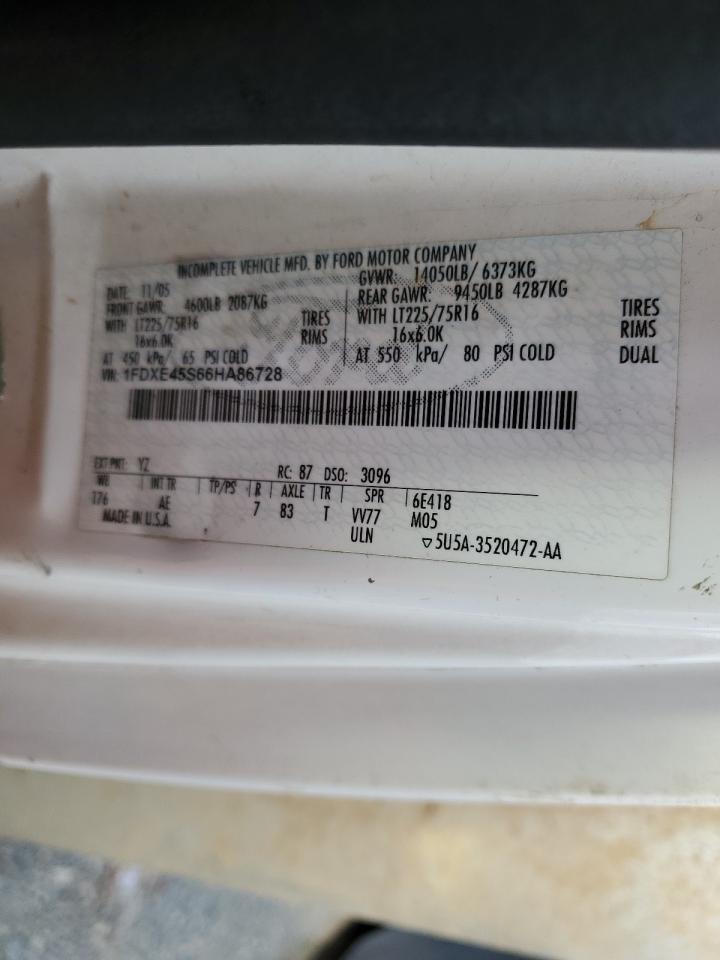 INCOMPLETE VEHICLE MFD. BY FORD MOTOR COMPANY
DATE: 11/05 GVWR: 14050LB/ 6373KG
FRONT GAWR: 4600LB 2087KG REAR GAWR: 9450LB 4287KG
WITH LT225/75R16 TIRES WITH LT225/75R16 TIRES
16x6.0K RIMS 16x6.0K RIMS
AT 450 kPa/ 65 PSI COLD AT 550 kPa/ 80 PSI COLD DUAL
VIN: 1FDXE45S66HA86728
EXT PNT: YZ RC: 87 DSO: 3096
WB INT TR TP/PS R AXLE TR SPR 6E418
176 AE 7 83 T VV77 M05
MADE IN U.S.A. ULN ▽5U5A-3520472-AA